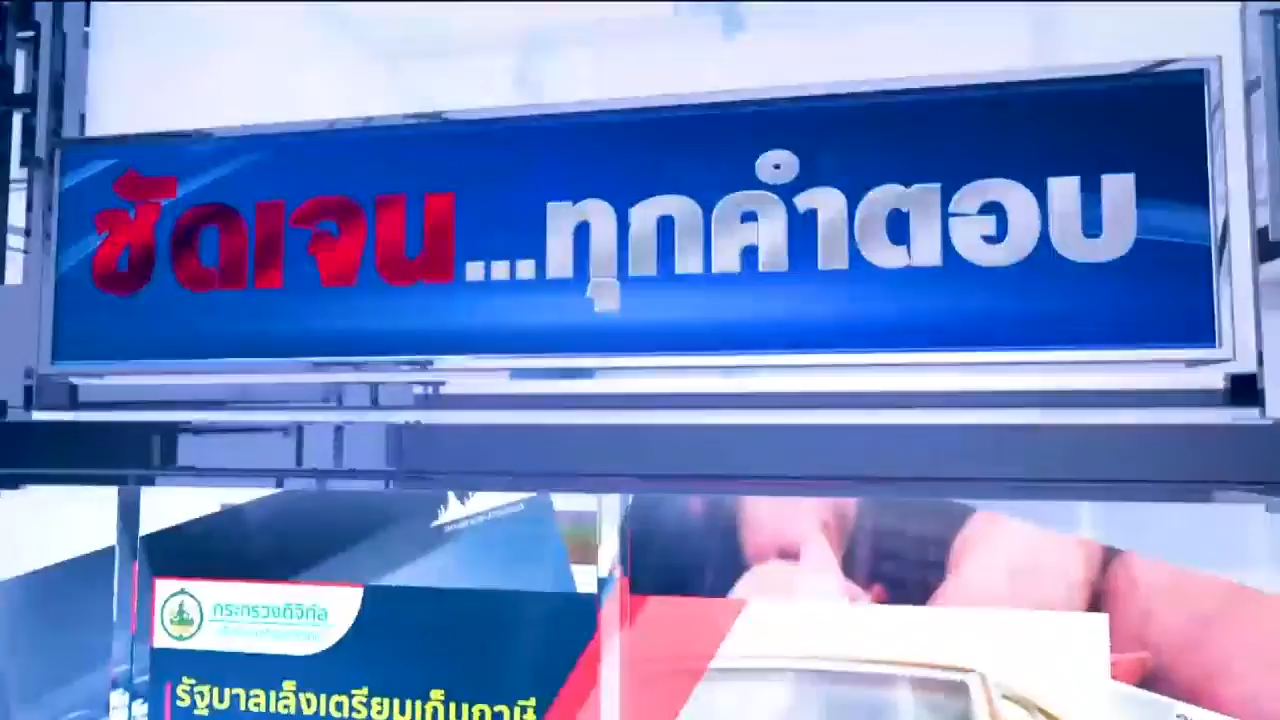 ชัดเจน...ทุกคำตอบ
กระทรวงดิจิทัล
รัฐบาลเล็งเตรียมเก็บภาษี